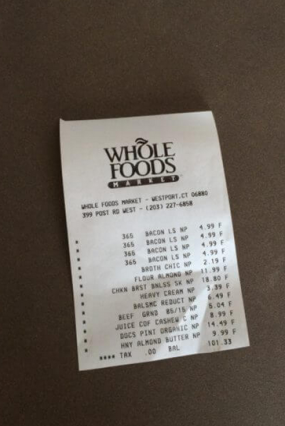 WHOLE
FOODS
MARKET
WHOLE FOODS MARKET - WESTPORT,CT 06880
399 POST RD WEST - (203) 227-6858
365 BACON LS NP 4.99 F
365 BACON LS NP 4.99 F
365 BACON LS NP 4.99 F
365 BACON LS NP 4.99 F
BROTH CHIC NP 2.19 F
FLOUR ALMOND NP 11.99 F
CHKN BRST BNLSS SK NP 18.80 F
HEAVY CREAM NP 3.39 F
BALSMC REDUCT NP 6.49 F
BEEF GRND 85/15 NP 5.04 F
JUICE COF CASHEW C NP 8.99 F
DOCS PINT ORGANIC NP 14.49 F
HNY ALMOND BUTTER NP 9.99 F
**** TAX .00 BAL 101.33